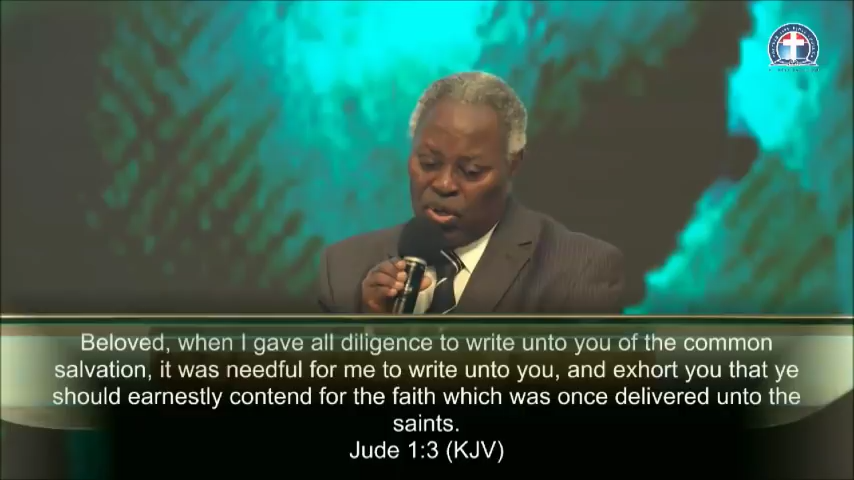 Beloved, when I gave all diligence to write unto you of the common
salvation, it was needful for me to write unto you, and exhort you that ye
should earnestly contend for the faith which was once delivered unto the
saints.
Jude 1:3 (KJV)